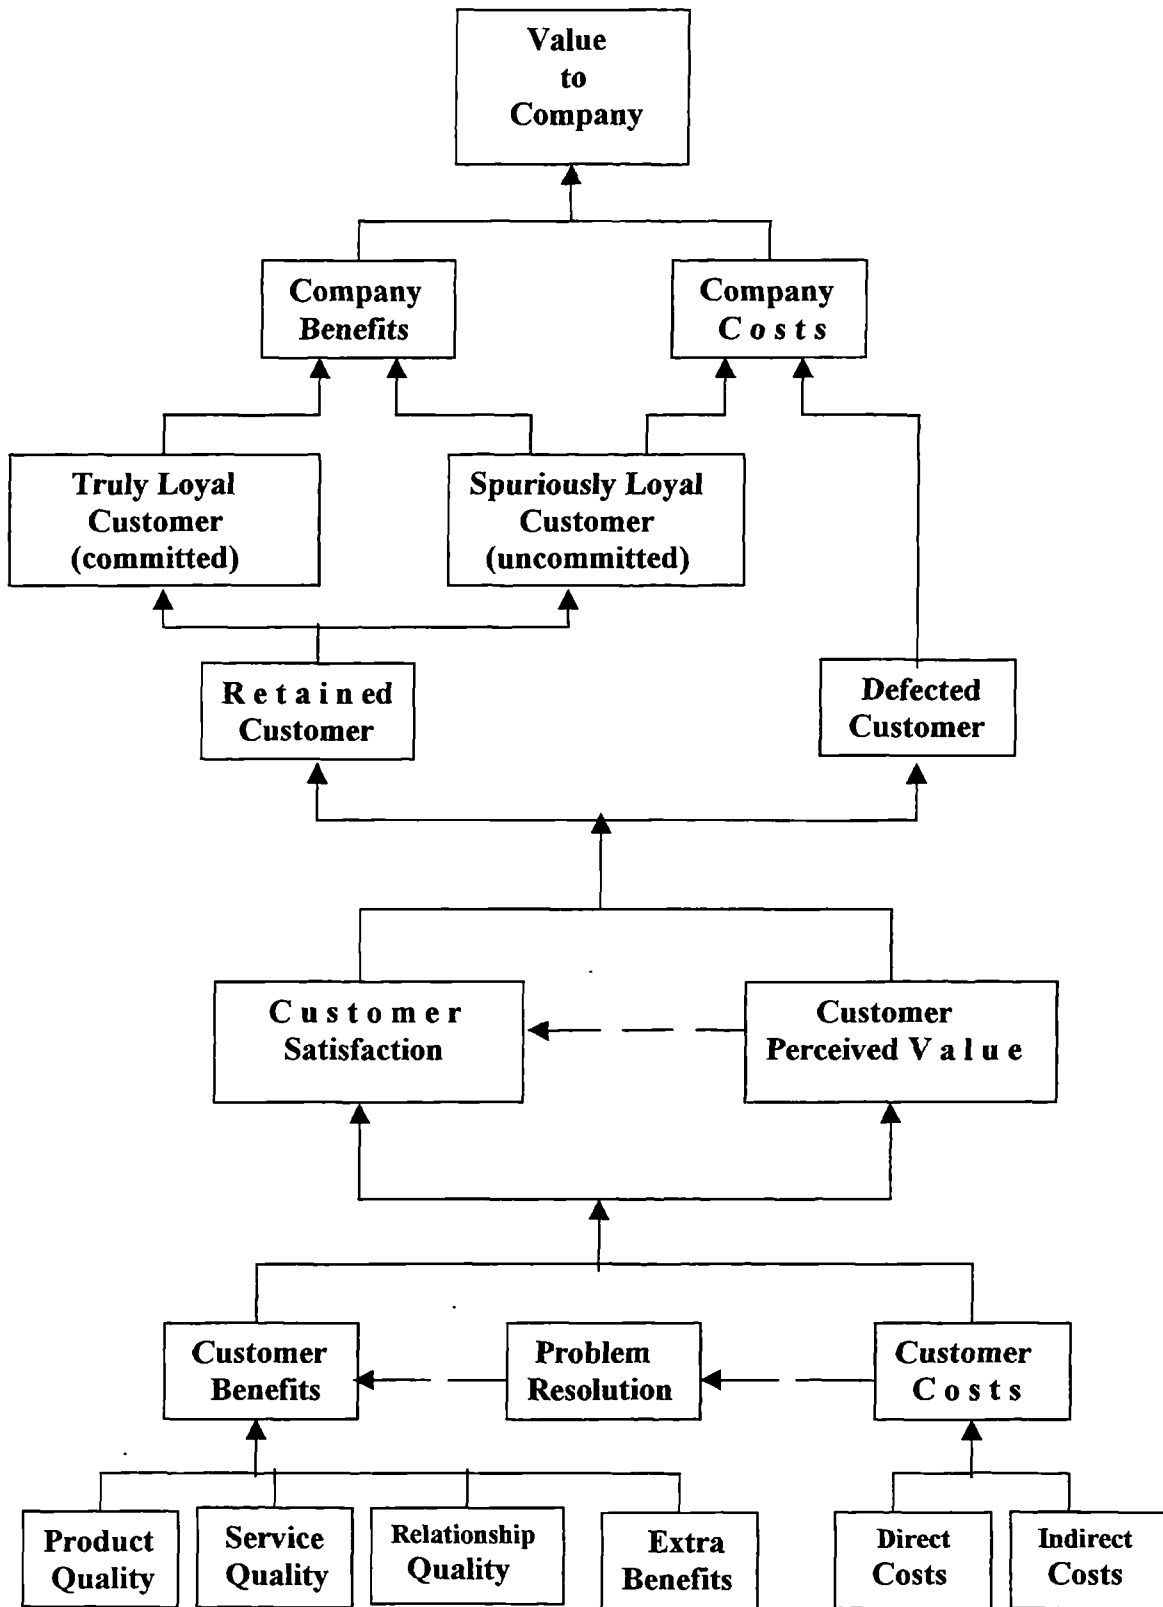 Value
to
Company
Company
Benefits
Company
Costs
Truly Loyal
Customer
(committed)
Spuriously Loyal
Customer
(uncommitted)
Retained
Customer
Defected
Customer
Customer
Satisfaction
Customer
Perceived Value
Customer
Benefits
Problem
Resolution
Customer
Costs
Product
Quality
Service
Quality
Relationship
Quality
Extra
Benefits
Direct
Costs
Indirect
Costs